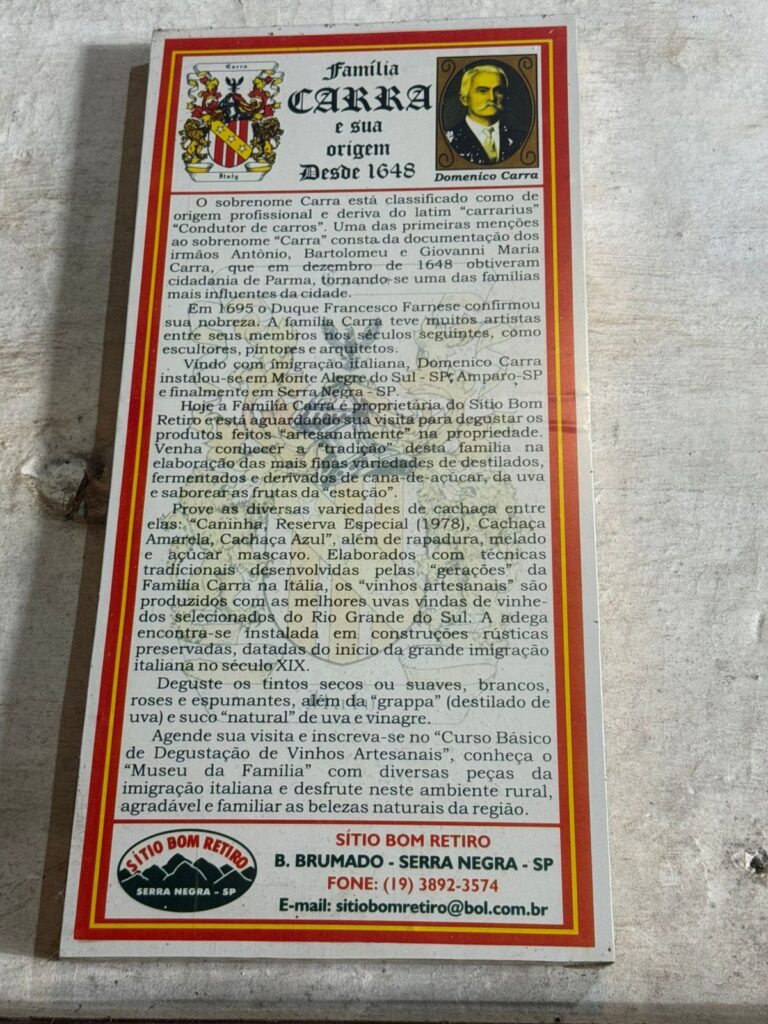 Carra
Italy
Família
CARRA
e sua
origem
Desde 1648
Domenico Carra
O sobrenome Carra está classificado como de
origem profissional e deriva do latim “carrarius”
“Condutor de carros”. Uma das primeiras menções
ao sobrenome “Carra” consta da documentação dos
irmãos Antônio, Bartolomeu e Giovanni Maria
Carra, que em dezembro de 1648 obtiveram
cidadania de Parma, tornando-se uma das famílias
mais influentes da cidade.
Em 1695 o Duque Francesco Farnese confirmou
sua nobreza. A família Carra teve muitos artistas
entre seus membros nos séculos seguintes, como
escultores, pintores e arquitetos.
Vindo com imigração italiana, Domenico Carra
instalou-se em Monte Alegre do Sul - SP, Amparo-SP
e finalmente em Serra Negra - SP.
Hoje a Família Carra é proprietária do Sítio Bom
Retiro e está aguardando sua visita para degustar os
produtos feitos “artesanalmente” na propriedade.
Venha conhecer a “tradição” desta família na
elaboração das mais finas variedades de destilados,
fermentados e derivados de cana-de-açúcar, da uva
e saborear as frutas da “estação”.
Prove as diversas variedades de cachaça entre
elas: “Caninha, Reserva Especial (1978), Cachaça
Amarela, Cachaça Azul”, além de rapadura, melado
e açúcar mascavo. Elaborados com técnicas
tradicionais desenvolvidas pelas “gerações” da
Família Carra na Itália, os “vinhos artesanais” são
produzidos com as melhores uvas vindas de vinhe-
dos selecionados do Rio Grande do Sul. A adega
encontra-se instalada em construções rústicas
preservadas, datadas do início da grande imigração
italiana no século XIX.
Deguste os tintos secos ou suaves, brancos,
roses e espumantes, além da “grappa” (destilado de
uva) e suco “natural” de uva e vinagre.
Agende sua visita e inscreva-se no “Curso Básico
de Degustação de Vinhos Artesanais”, conheça o
“Museu da Família” com diversas peças da
imigração italiana e desfrute neste ambiente rural,
agradável e familiar as belezas naturais da região.
SÍTIO BOM RETIRO
SERRA NEGRA - SP
SÍTIO BOM RETIRO
B. BRUMADO - SERRA NEGRA - SP
FONE: (19) 3892-3574
E-mail: sitiobomretiro@bol.com.br